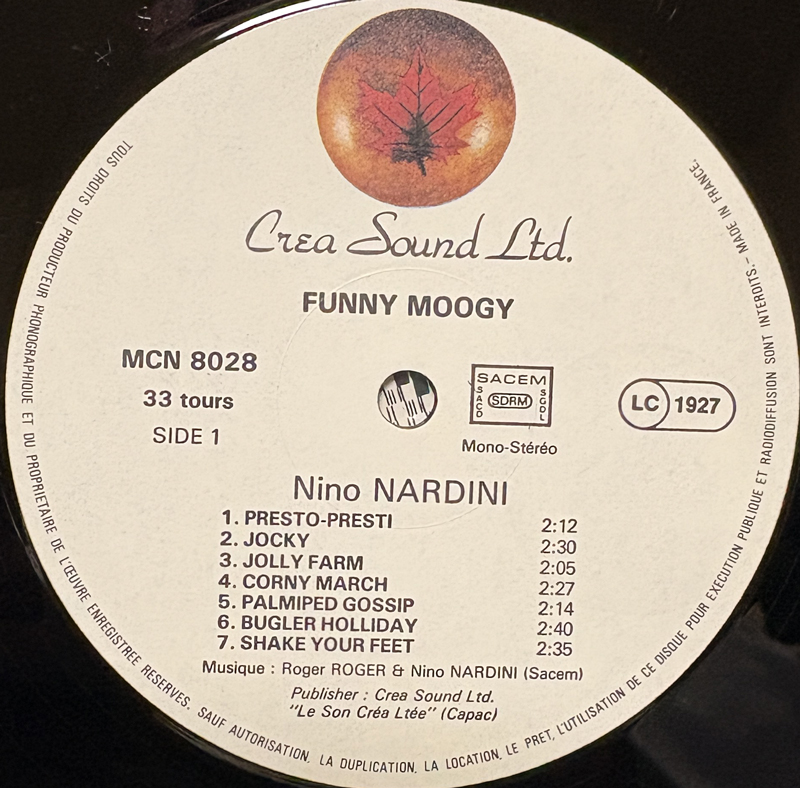 Crea Sound Ltd.
FUNNY MOOGY
MCN 8028
33 tours
SIDE 1
SACEM
SACD
SDRM
SGDL
Mono-Stéréo
LC 1927
Nino NARDINI
1. PRESTO-PRESTI 2:12
2. JOCKY 2:30
3. JOLLY FARM 2:05
4. CORNY MARCH 2:27
5. PALMIPED GOSSIP 2:14
6. BUGLER HOLLIDAY 2:40
7. SHAKE YOUR FEET 2:35
Musique : Roger ROGER & Nino NARDINI (Sacem)
Publisher : Crea Sound Ltd.
"Le Son Créa Ltée" (Capac)
TOUS DROITS DU PRODUCTEUR PHONOGRAPHIQUE ET DU PROPRIETAIRE DE L'ŒUVRE ENREGISTREE RESERVES. SAUF AUTORISATION, LA DUPLICATION, LA LOCATION, LE PRET, L'UTILISATION DE CE DISQUE POUR EXECUTION PUBLIQUE ET RADIODIFFUSION SONT INTERDITS.- MADE IN FRANCE.